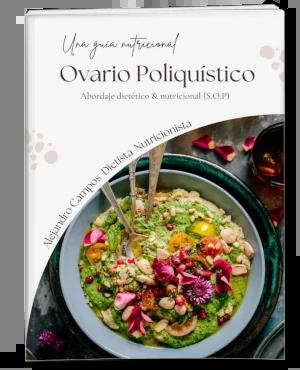 Una guía nutricional
Ovario Poliquístico
Abordaje dietético & nutricional (S.O.P)
Alejandro Campos Dietista Nutricionista